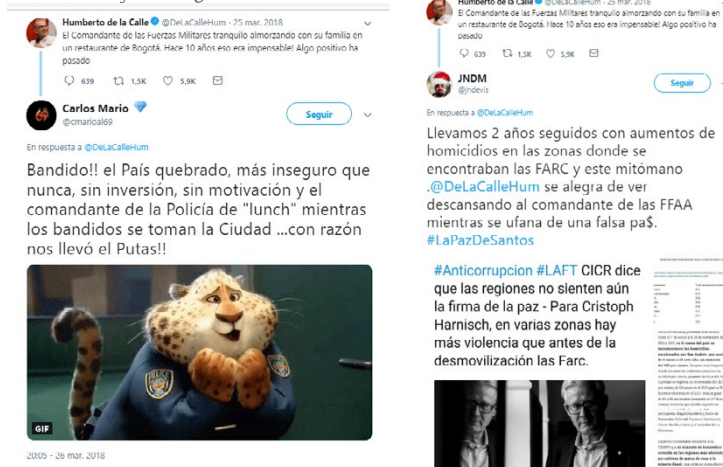 Humberto de la Calle @DeLaCalleHum · 25 mar. 2018
El Comandante de las Fuerzas Militares tranquilo almorzando con su familia en
un restaurante de Bogotá. Hace 10 años eso era impensable! Algo positivo ha
pasado
639 1,5K 5,9K
Carlos Mario
@cmarioal69
Seguir
En respuesta a @DeLaCalleHum
Bandido!! el País quebrado, más inseguro que
nunca, sin inversión, sin motivación y el
comandante de la Policía de "lunch" mientras
los bandidos se toman la Ciudad ...con razón
nos llevó el Putas!!
POLICE
GIF
20:05 - 26 mar. 2018
Humberto de la Calle @DeLaCalleHum · 25 mar. 2018
El Comandante de las Fuerzas Militares tranquilo almorzando con su familia en
un restaurante de Bogotá. Hace 10 años eso era impensable! Algo positivo ha
pasado
639 1,5K 5,9K
JNDM
@jndevis
Seguir
En respuesta a @DeLaCalleHum
Llevamos 2 años seguidos con aumentos de
homicidios en las zonas donde se
encontraban las FARC y este mitómano
.@DeLaCalleHum se alegra de ver
descansando al comandante de las FFAA
mientras se ufana de una falsa pa$.
#LaPazDeSantos
#Anticorrupcion #LAFT CICR dice
que las regiones no sienten aún
la firma de la paz - Para Cristoph
Harnisch, en varias zonas hay
más violencia que antes de la
desmovilización las Farc.